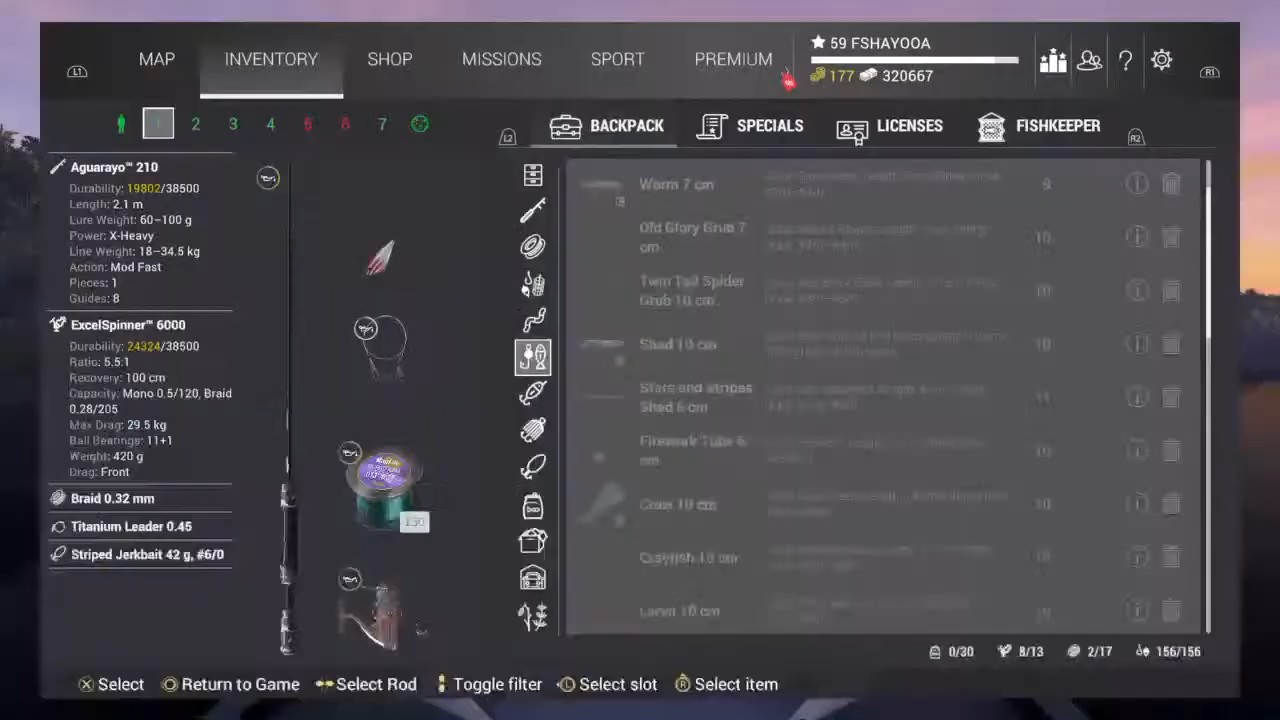 L1
MAP
INVENTORY
SHOP
MISSIONS
SPORT
PREMIUM
59 FSHAYOOA
177 320667
?
R1
1 2 3 4 5 6 7
L2
BACKPACK
SPECIALS
LICENSES
FISHKEEPER
R2
Aguarayo™ 210
Durability: 19802/38500
Length: 2.1 m
Lure Weight: 60–100 g
Power: X-Heavy
Line Weight: 18–34.5 kg
Action: Mod Fast
Pieces: 1
Guides: 8
ExcelSpinner™ 6000
Durability: 24324/38500
Ratio: 5.5:1
Recovery: 100 cm
Capacity: Mono 0.5/120, Braid
0.28/205
Max Drag: 29.5 kg
Ball Bearings: 11+1
Weight: 420 g
Drag: Front
Braid 0.32 mm
Titanium Leader 0.45
Striped Jerkbait 42 g, #6/0
Worm 7 cm
9
Old Glory Grub 7
cm
10
Twin Tail Spider
Grub 10 cm
10
Shad 10 cm
10
Stars and Stripes
Shad 6 cm
11
Firework Tube 6
cm
10
Craw 10 cm
10
Crayfish 10 cm
10
Larva 10 cm
0/30
8/13
2/17
156/156
Select
Return to Game
Select Rod
Toggle filter
L Select slot
R Select item